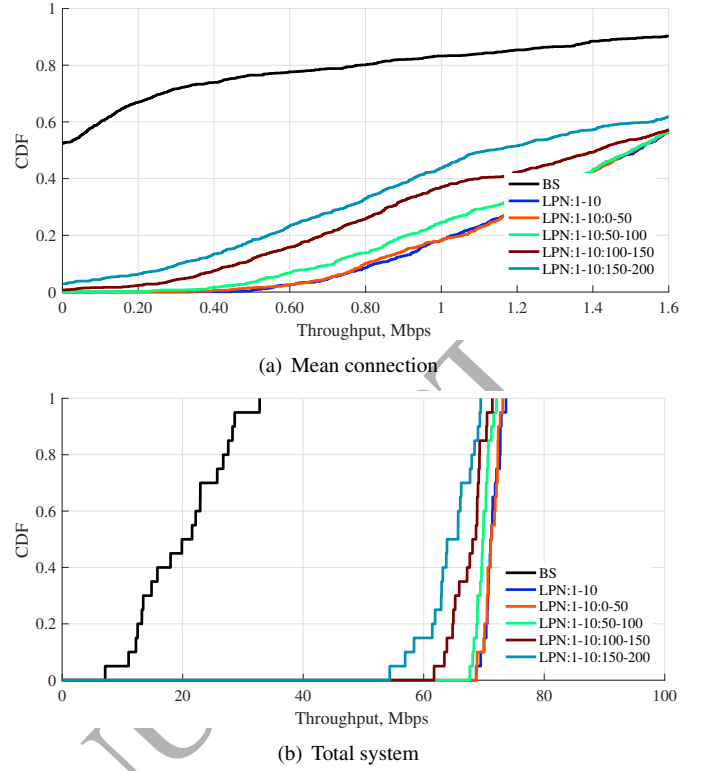 1
0.8
0.6
0.4
0.2
0
CDF
BS
LPN:1-10
LPN:1-10:0-50
LPN:1-10:50-100
LPN:1-10:100-150
LPN:1-10:150-200
0 0.20 0.40 0.60 0.80 1 1.2 1.4 1.6
Throughput, Mbps
(a) Mean connection
1
0.8
0.6
0.4
0.2
0
CDF
BS
LPN:1-10
LPN:1-10:0-50
LPN:1-10:50-100
LPN:1-10:100-150
LPN:1-10:150-200
0 20 40 60 80 100
Throughput, Mbps
(b) Total system